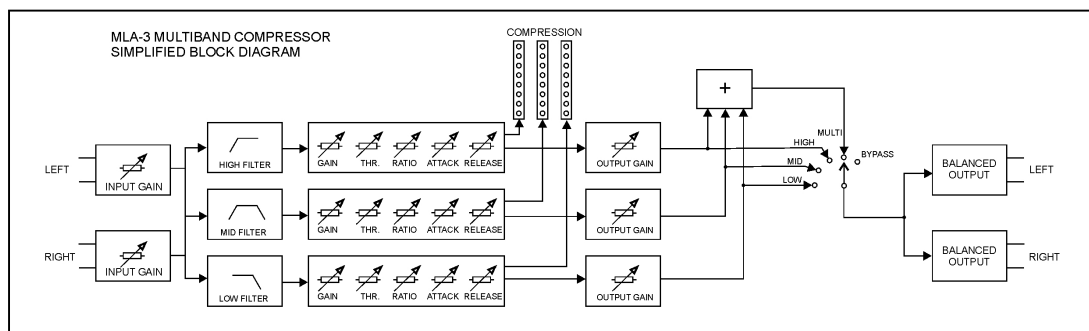 MLA-3 MULTIBAND COMPRESSOR
SIMPLIFIED BLOCK DIAGRAM
COMPRESSION
LEFT
INPUT GAIN
HIGH FILTER
GAIN THR. RATIO ATTACK RELEASE
OUTPUT GAIN
+
HIGH
MULTI
BYPASS
MID
LOW
BALANCED
OUTPUT
LEFT
MID FILTER
GAIN THR. RATIO ATTACK RELEASE
OUTPUT GAIN
RIGHT
INPUT GAIN
LOW FILTER
GAIN THR. RATIO ATTACK RELEASE
OUTPUT GAIN
BALANCED
OUTPUT
RIGHT